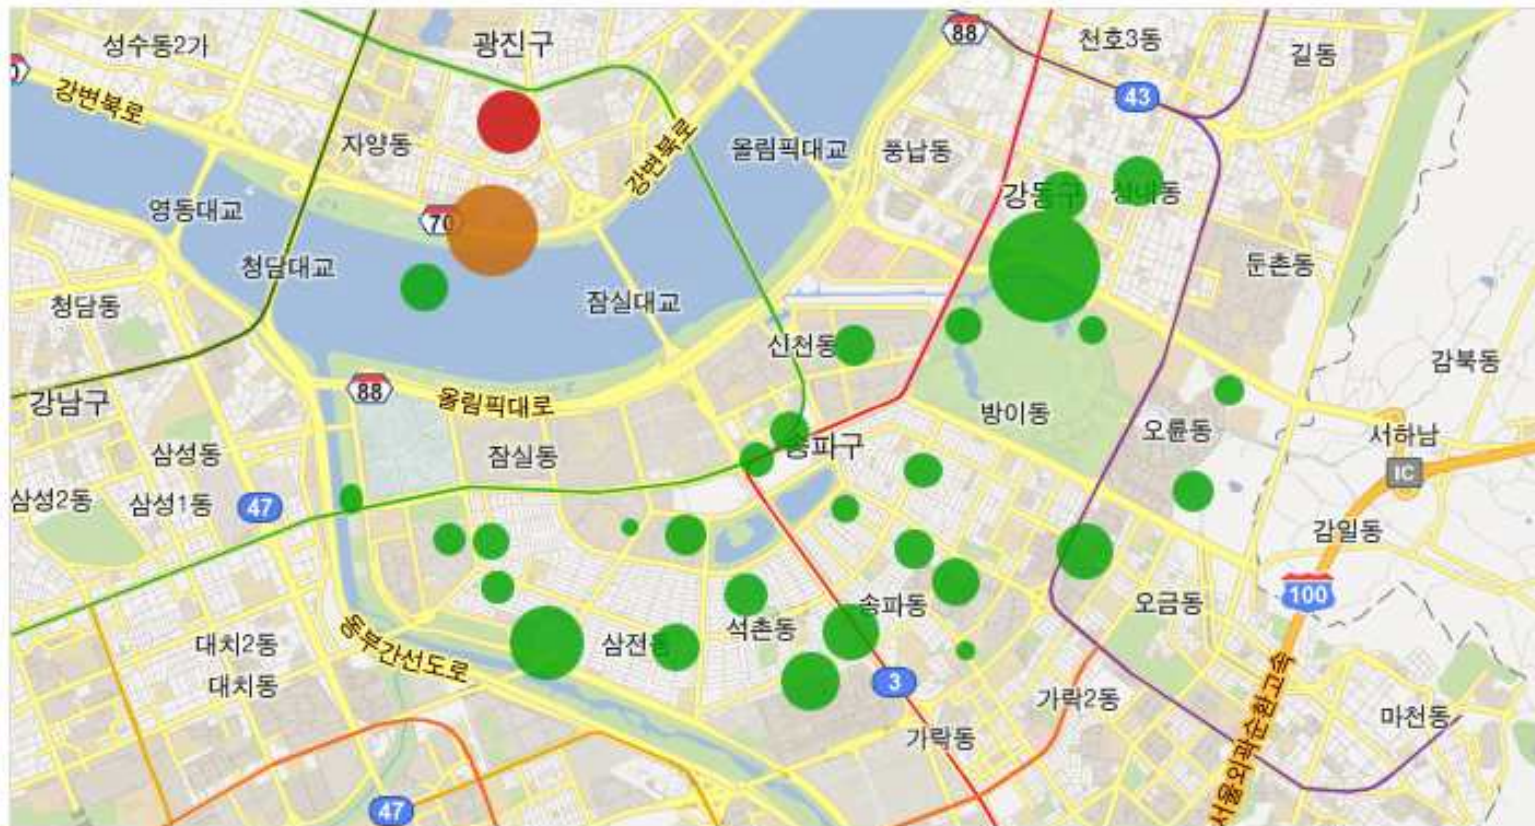 성수동2가
광진구
88
천호3동
길동
강변북로
43
자양동
강변북로
올림픽대교
풍납동
강동구
성내동
영동대교
70
청담대교
둔촌동
잠실대교
청담동
신천동
감북동
88
올림픽대로
강남구
방이동
오륜동
서하남
IC
삼성동
잠실동
송파구
삼성2동
삼성1동
47
감일동
100
송파동
오금동
석촌동
동부간선도로
대치2동
삼전동
대치동
3
가락2동
서울외곽순환고속
마천동
가락동
47